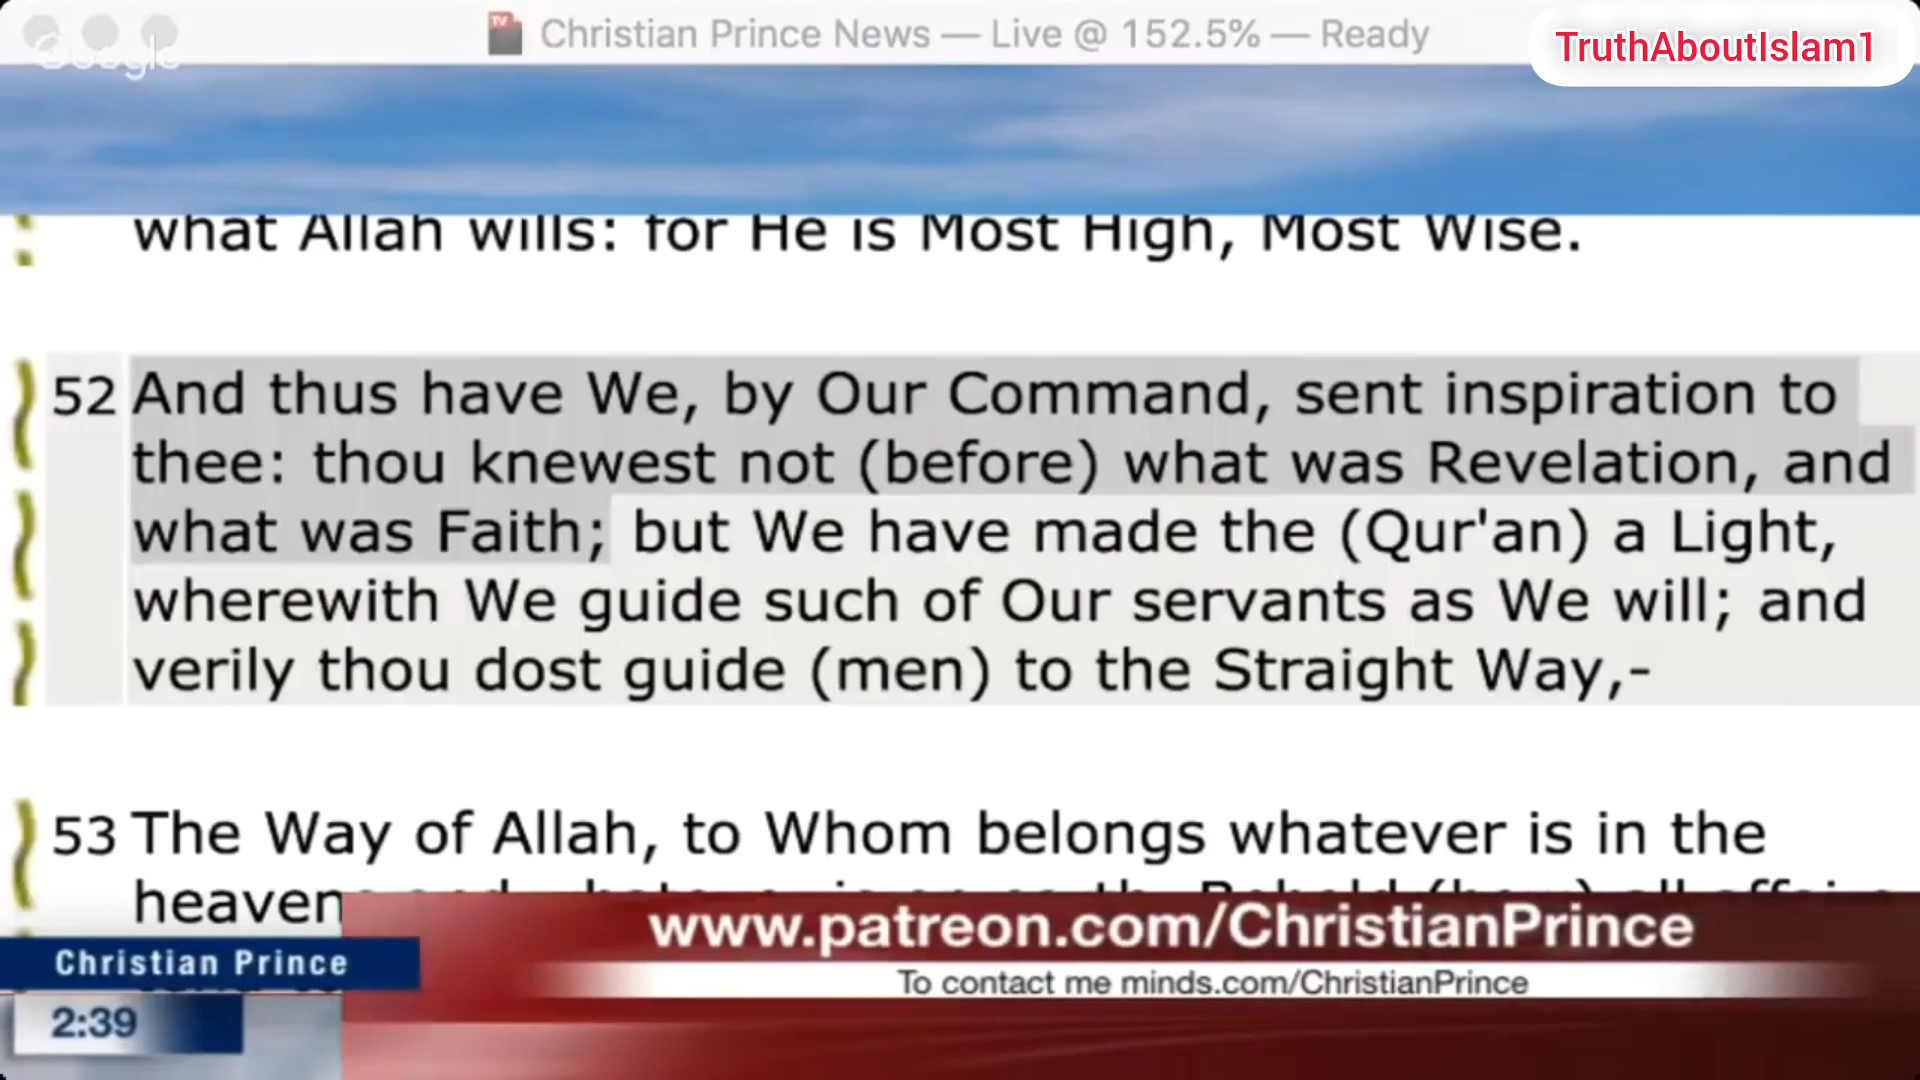 Christian Prince News — Live @ 152.5% — Ready
TruthAboutIslam1
Google
what Allah wills: for He is Most High, Most Wise.
52 And thus have We, by Our Command, sent inspiration to
thee: thou knewest not (before) what was Revelation, and
what was Faith; but We have made the (Qur'an) a Light,
wherewith We guide such of Our servants as We will; and
verily thou dost guide (men) to the Straight Way,-
53 The Way of Allah, to Whom belongs whatever is in the
heavens
www.patreon.com/ChristianPrince
Christian Prince
To contact me minds.com/ChristianPrince
2:39